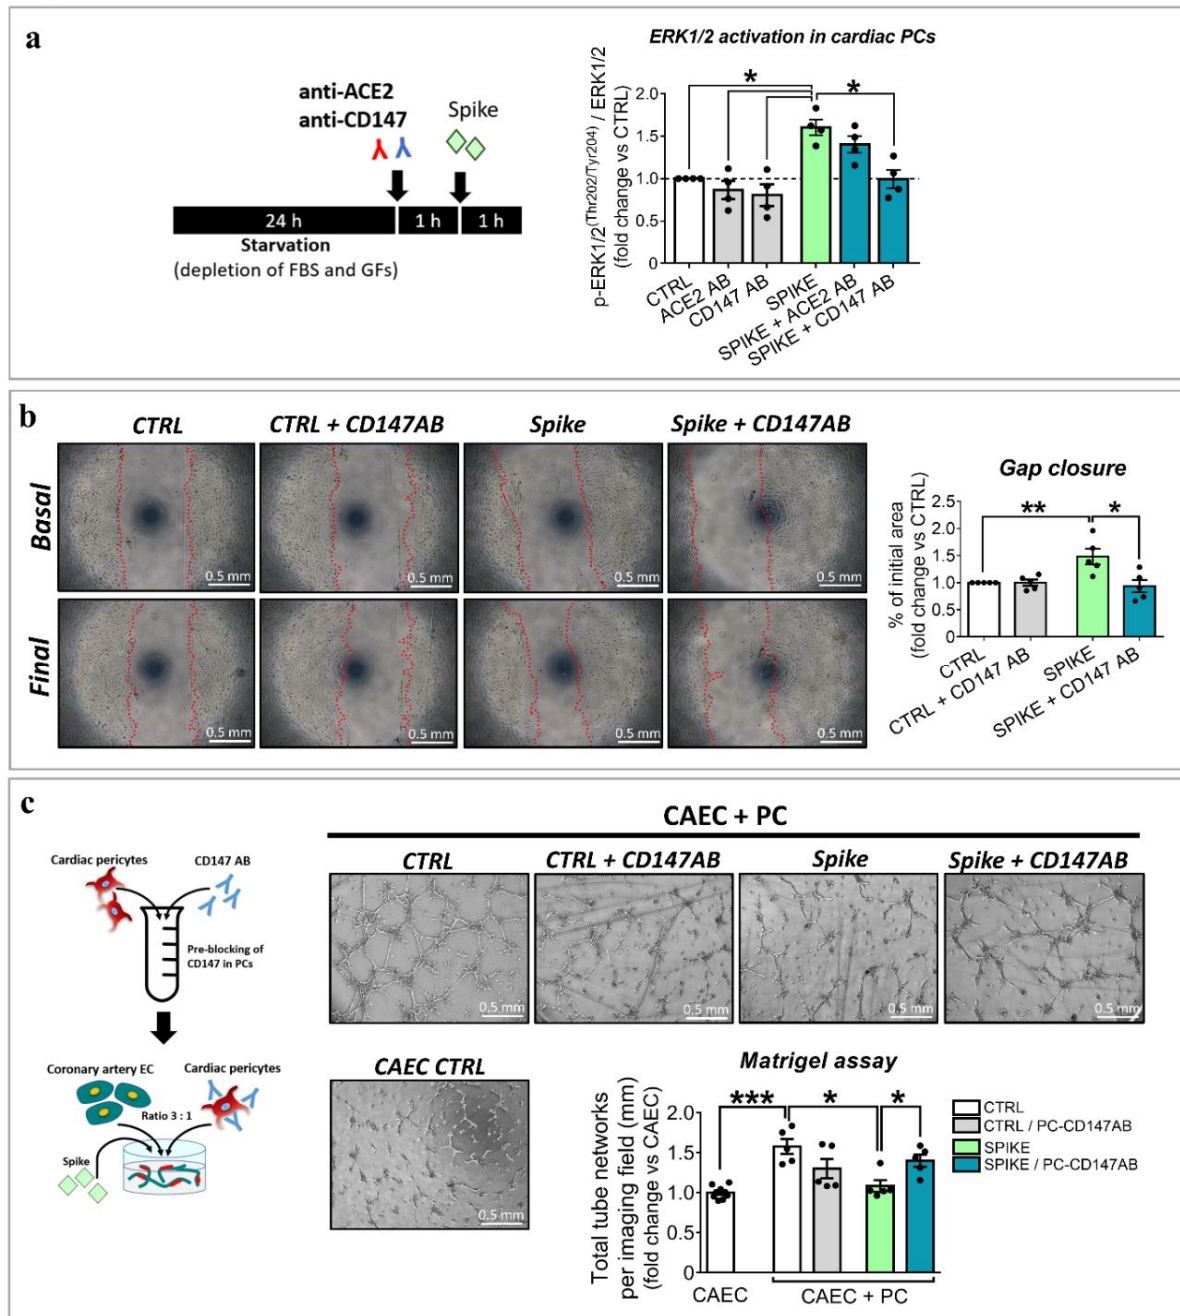 a
anti-ACE2
anti-CD147
Spike
24 h
1 h
1 h
Starvation
(depletion of FBS and GFs)
ERK1/2 activation in cardiac PCs
p-ERK1/2(Thr202/Tyr204) / ERK1/2
(fold change vs CTRL)
2.0
1.5
1.0
0.5
0
*
*
CTRL
ACE2 AB
CD147 AB
SPIKE
SPIKE + ACE2 AB
SPIKE + CD147 AB
b
CTRL
CTRL + CD147AB
Spike
Spike + CD147AB
Basal
0.5 mm
0.5 mm
0.5 mm
0.5 mm
Final
0.5 mm
0.5 mm
0.5 mm
0.5 mm
Gap closure
% of initial area
(fold change vs CTRL)
2.5
2.0
1.5
1.0
0.5
0
**
*
CTRL
CTRL + CD147 AB
SPIKE
SPIKE + CD147 AB
c
Cardiac pericytes
CD147 AB
Pre-blocking of
CD147 in PCs
Coronary artery EC
Cardiac pericytes
Ratio 3 : 1
Spike
CAEC + PC
CTRL
CTRL + CD147AB
Spike
Spike + CD147AB
0.5 mm
0.5 mm
0.5 mm
0.5 mm
CAEC CTRL
0.5 mm
Matrigel assay
Total tube networks
per imaging field (mm)
(fold change vs CAEC)
2.0
1.5
1.0
0.5
0
***
*
*
CAEC
CAEC + PC
CTRL
CTRL / PC-CD147AB
SPIKE
SPIKE / PC-CD147AB